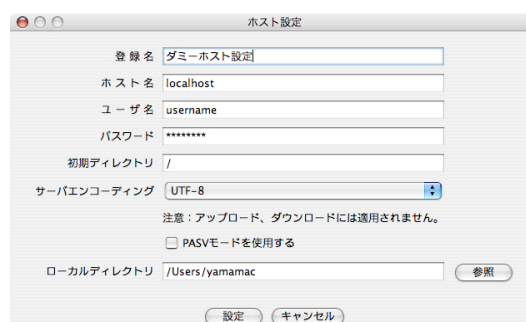 ホスト設定
登 録 名 ダミーホスト設定
ホ ス ト 名 localhost
ユ ー ザ 名 username
パスワード ********
初期ディレクトリ /
サーバエンコーディング UTF-8
注意：アップロード、ダウンロードには適用されません。
PASVモードを使用する
ローカルディレクトリ /Users/yamamac 参照
設定 キャンセル